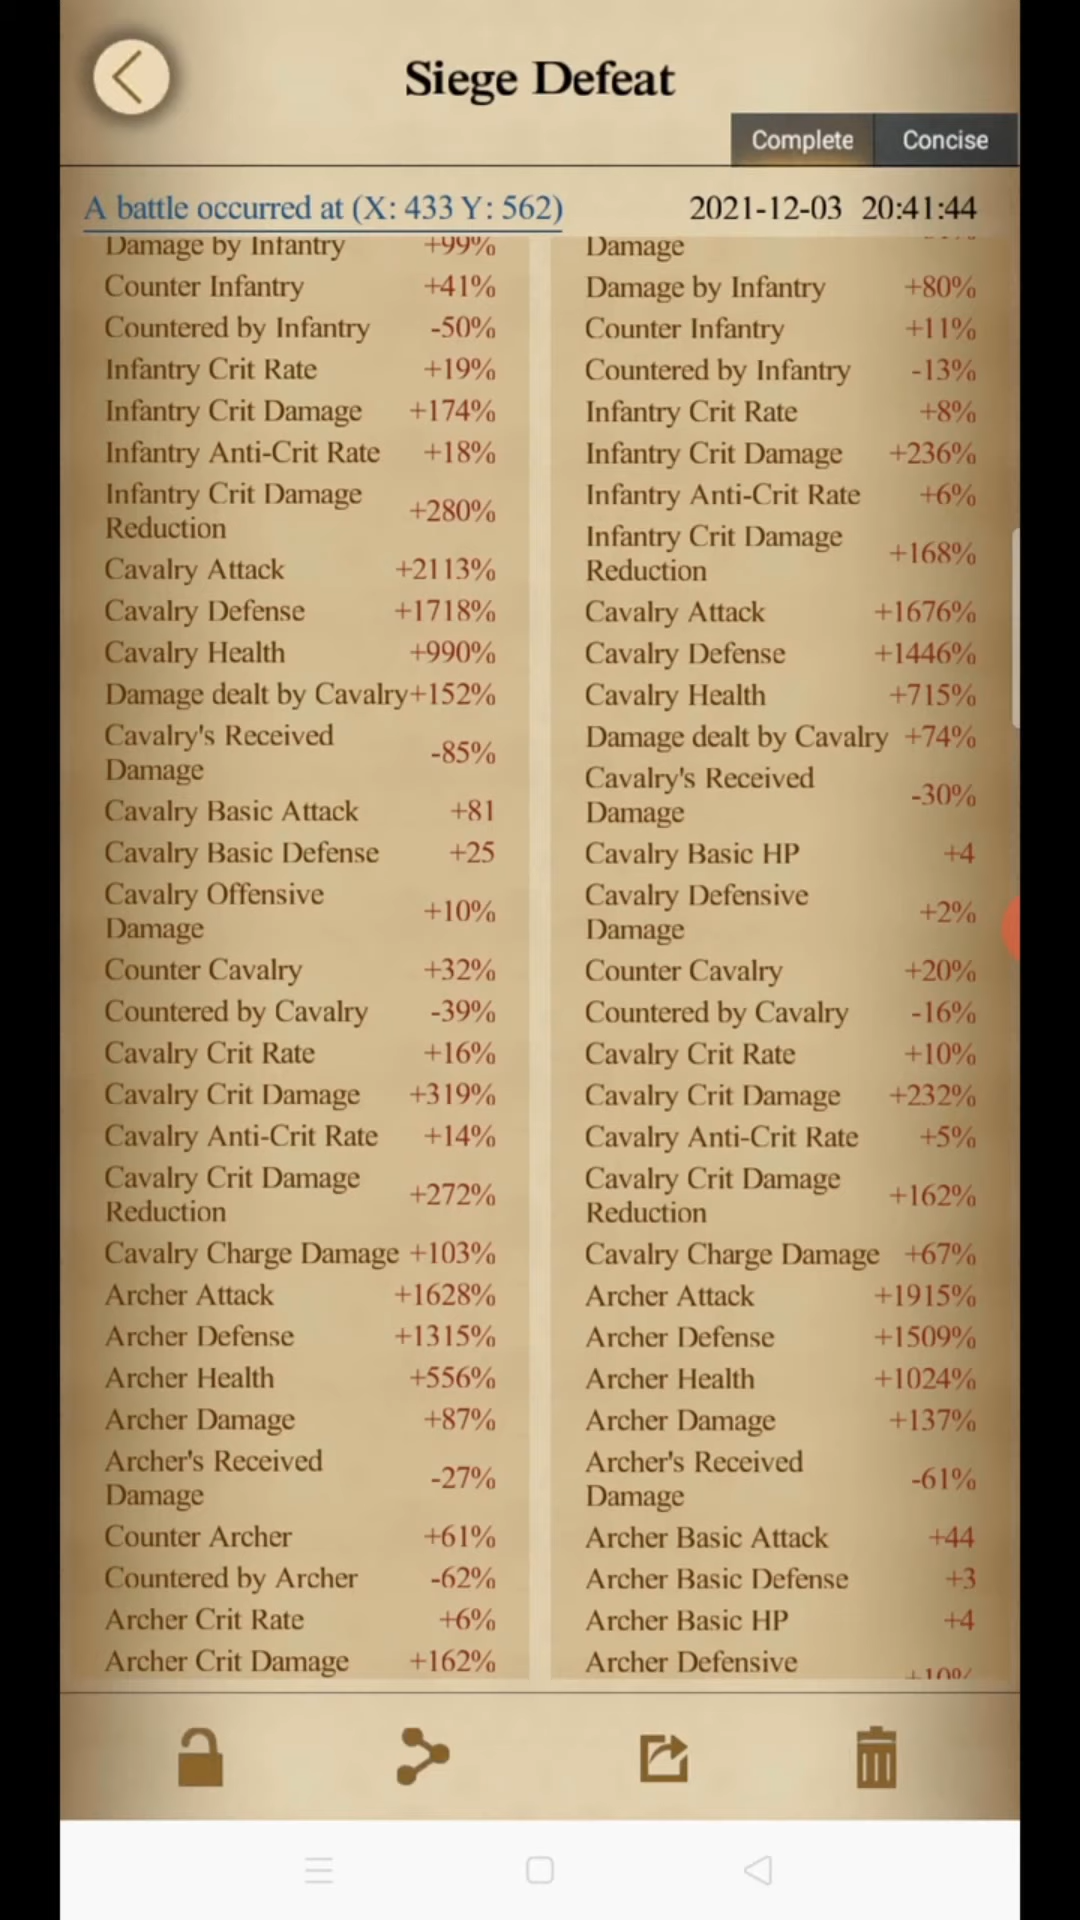 Siege Defeat
Complete
Concise
A battle occurred at (X: 433 Y: 562)
2021-12-03 20:41:44
Damage by Infantry +99%
Counter Infantry +41%
Countered by Infantry -50%
Infantry Crit Rate +19%
Infantry Crit Damage +174%
Infantry Anti-Crit Rate +18%
Infantry Crit Damage
Reduction +280%
Cavalry Attack +2113%
Cavalry Defense +1718%
Cavalry Health +990%
Damage dealt by Cavalry +152%
Cavalry's Received
Damage -85%
Cavalry Basic Attack +81
Cavalry Basic Defense +25
Cavalry Offensive
Damage +10%
Counter Cavalry +32%
Countered by Cavalry -39%
Cavalry Crit Rate +16%
Cavalry Crit Damage +319%
Cavalry Anti-Crit Rate +14%
Cavalry Crit Damage
Reduction +272%
Cavalry Charge Damage +103%
Archer Attack +1628%
Archer Defense +1315%
Archer Health +556%
Archer Damage +87%
Archer's Received
Damage -27%
Counter Archer +61%
Countered by Archer -62%
Archer Crit Rate +6%
Archer Crit Damage +162%
Damage
Damage by Infantry +80%
Counter Infantry +11%
Countered by Infantry -13%
Infantry Crit Rate +8%
Infantry Crit Damage +236%
Infantry Anti-Crit Rate +6%
Infantry Crit Damage
Reduction +168%
Cavalry Attack +1676%
Cavalry Defense +1446%
Cavalry Health +715%
Damage dealt by Cavalry +74%
Cavalry's Received
Damage -30%
Cavalry Basic HP +4
Cavalry Defensive
Damage +2%
Counter Cavalry +20%
Countered by Cavalry -16%
Cavalry Crit Rate +10%
Cavalry Crit Damage +232%
Cavalry Anti-Crit Rate +5%
Cavalry Crit Damage
Reduction +162%
Cavalry Charge Damage +67%
Archer Attack +1915%
Archer Defense +1509%
Archer Health +1024%
Archer Damage +137%
Archer's Received
Damage -61%
Archer Basic Attack +44
Archer Basic Defense +3
Archer Basic HP +4
Archer Defensive
+10%